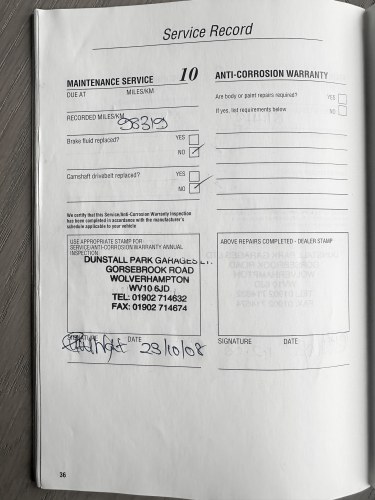 Service Record
MAINTENANCE SERVICE 10
DUE AT MILES/KM
RECORDED MILES/KM 98319
Brake fluid replaced? YES
NO ✓
Camshaft drivebelt replaced? YES
NO ✓
We certify that this Service/Anti-Corrosion Warranty Inspection
has been completed in accordance with the manufacturer's
schedule applicable to your vehicle
USE APPROPRIATE STAMP FOR
SERVICE/ANTI-CORROSION/WARRANTY ANNUAL
INSPECTION
DUNSTALL PARK GARAGES LT.
GORSEBROOK ROAD
WOLVERHAMPTON
WV10 6JD
TEL: 01902 714632
FAX: 01902 714674
SIGNATURE DATE 29/10/08
ANTI-CORROSION WARRANTY
Are body or paint repairs required? YES
If yes, list requirements below NO
ABOVE REPAIRS COMPLETED - DEALER STAMP
SIGNATURE DATE
36